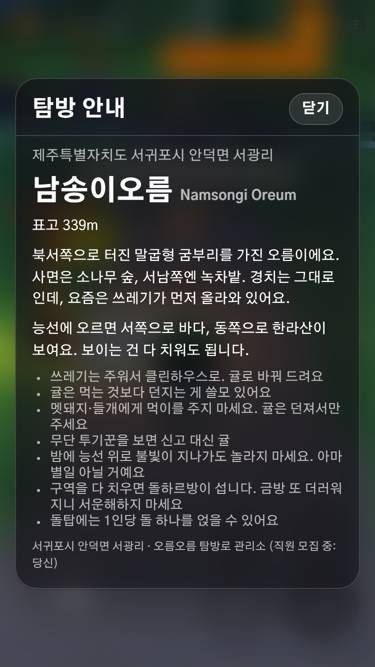 탐방 안내
닫기
제주특별자치도 서귀포시 안덕면 서광리
남송이오름 Namsongi Oreum
표고 339m
북서쪽으로 터진 말굽형 굼부리를 가진 오름이에요.
사면은 소나무 숲, 서남쪽엔 녹차밭. 경치는 그대로
인데, 요즘은 쓰레기가 먼저 올라와 있어요.
능선에 오르면 서쪽으로 바다, 동쪽으로 한라산이
보여요. 보이는 건 다 치워도 됩니다.
• 쓰레기는 주워서 클린하우스로. 귤로 바꿔 드려요
• 귤은 먹는 것보다 던지는 게 쓸모 있어요
• 멧돼지·들개에게 먹이를 주지 마세요. 귤은 던져서만
주세요
• 무단 투기꾼을 보면 신고 대신 귤
• 밤에 능선 위로 불빛이 지나가도 놀라지 마세요. 아마
별일 아닐 거예요
• 구역을 다 치우면 돌하르방이 섭니다. 금방 또 더러워
지니 서운해하지 마세요
• 돌탑에는 1인당 돌 하나를 얹을 수 있어요
서귀포시 안덕면 서광리 · 오름오름 탐방로 관리소 (직원 모집 중:
당신)